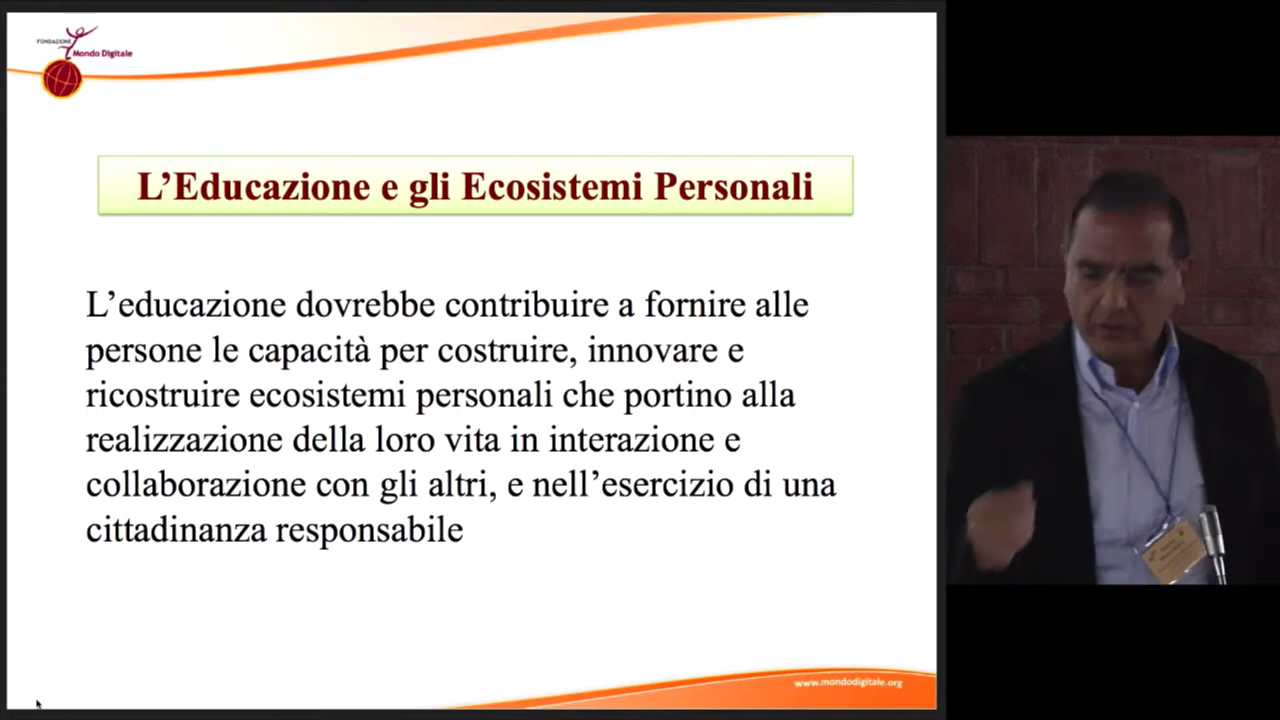 FONDAZIONE
Mondo Digitale
L’Educazione e gli Ecosistemi Personali
L’educazione dovrebbe contribuire a fornire alle
persone le capacità per costruire, innovare e
ricostruire ecosistemi personali che portino alla
realizzazione della loro vita in interazione e
collaborazione con gli altri, e nell’esercizio di una
cittadinanza responsabile
www.mondodigitale.org